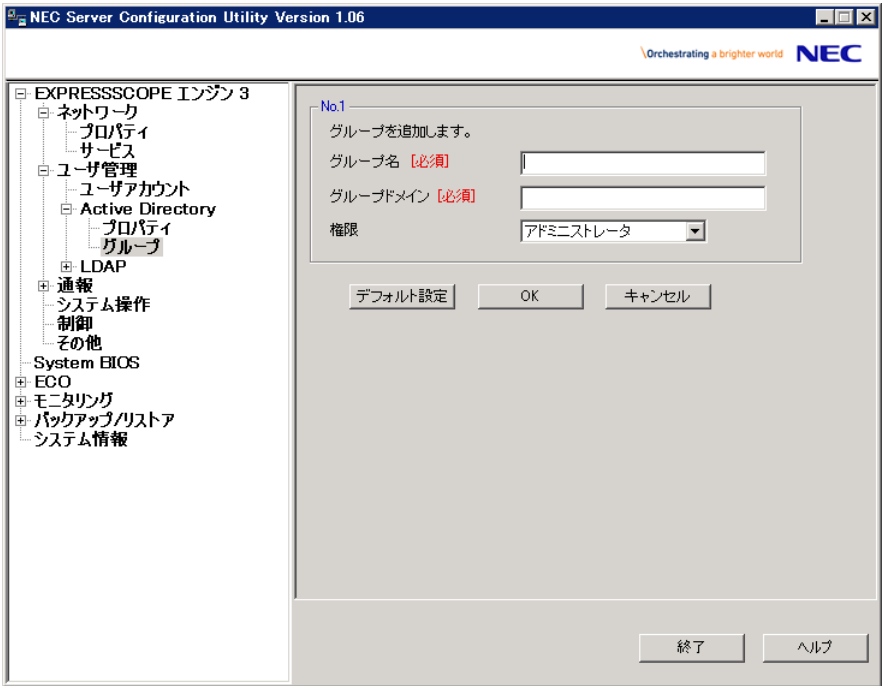 NEC Server Configuration Utility Version 1.06
\Orchestrating a brighter world NEC
EXPRESSSCOPE エンジン 3
ネットワーク
プロパティ
サービス
ユーザ管理
ユーザアカウント
Active Directory
プロパティ
グループ
LDAP
通報
システム操作
制御
その他
System BIOS
ECO
モニタリング
バックアップ/リストア
システム情報
No.1
グループを追加します。
グループ名 [必須]
グループドメイン [必須]
権限 アドミニストレータ
デフォルト設定 OK キャンセル
終了 ヘルプ